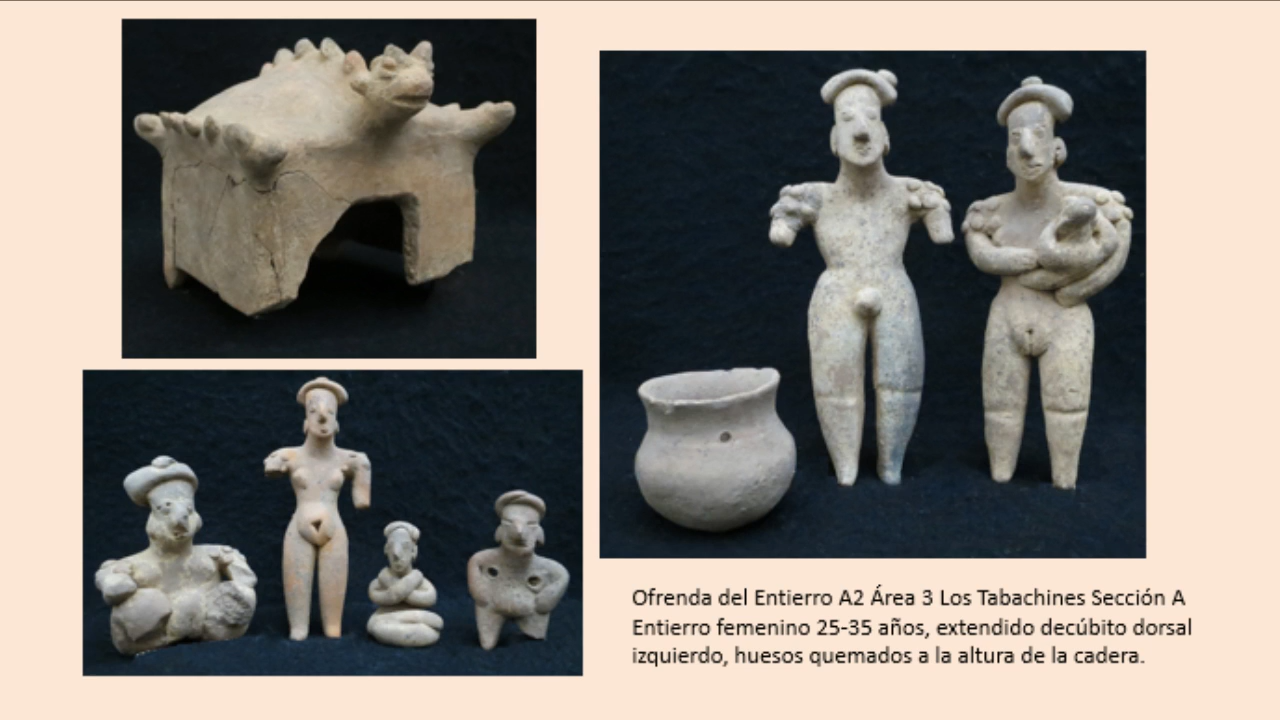 Ofrenda del Entierro A2 Área 3 Los Tabachines Sección A
Entierro femenino 25-35 años, extendido decúbito dorsal
izquierdo, huesos quemados a la altura de la cadera.